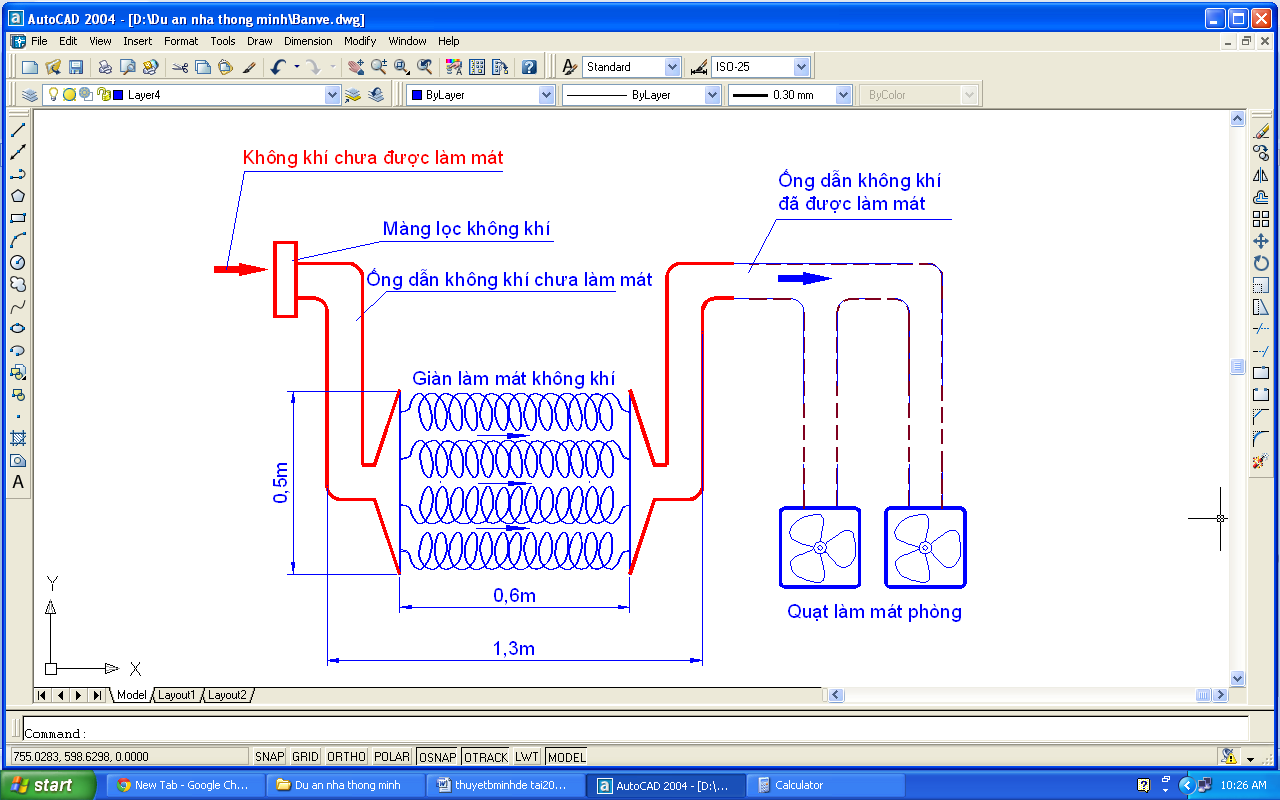 AutoCAD 2004 - [D:\Du an nha thong minh\Banve.dwg]
File Edit View Insert Format Tools Draw Dimension Modify Window Help
Standard ISO-25
Layer4 ByLayer ByLayer 0.30 mm ByColor
Không khí chưa được làm mát
Ống dẫn không khí
đã được làm mát
Màng lọc không khí
Ống dẫn không khí chưa làm mát
Giàn làm mát không khí
0,5m
0,6m
Quạt làm mát phòng
1,3m
Y
X
Model Layout1 Layout2
Command:
755.0283, 598.6298, 0.0000 SNAP GRID ORTHO POLAR OSNAP OTRACK LWT MODEL
start New Tab - Google Ch... Du an nha thong minh thuyetbminhde tai20... AutoCAD 2004 - [D:\... Calculator 10:26 AM